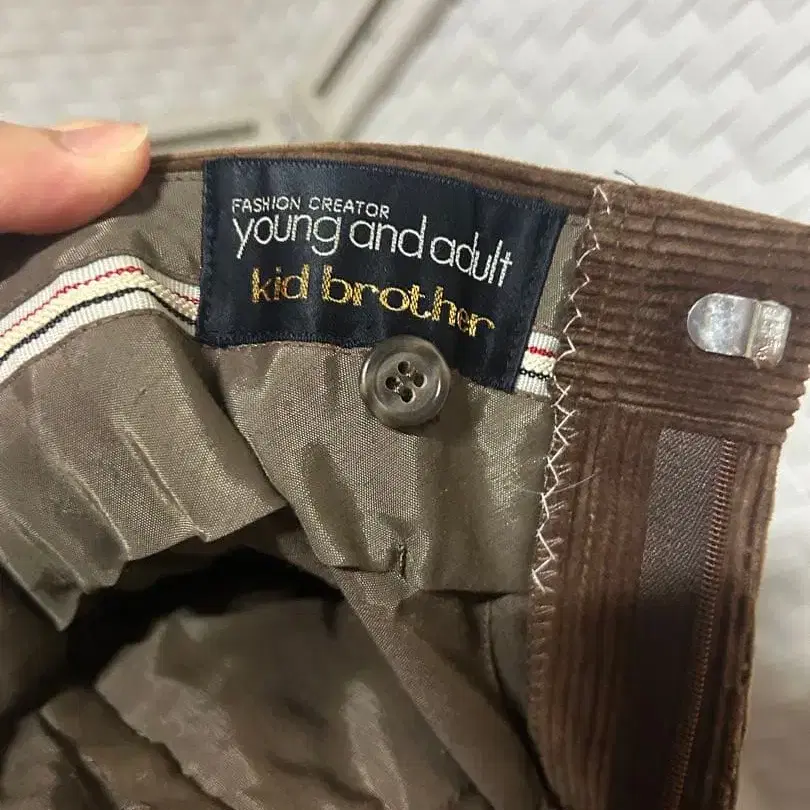 FASHION CREATOR
young and adult
kid brother